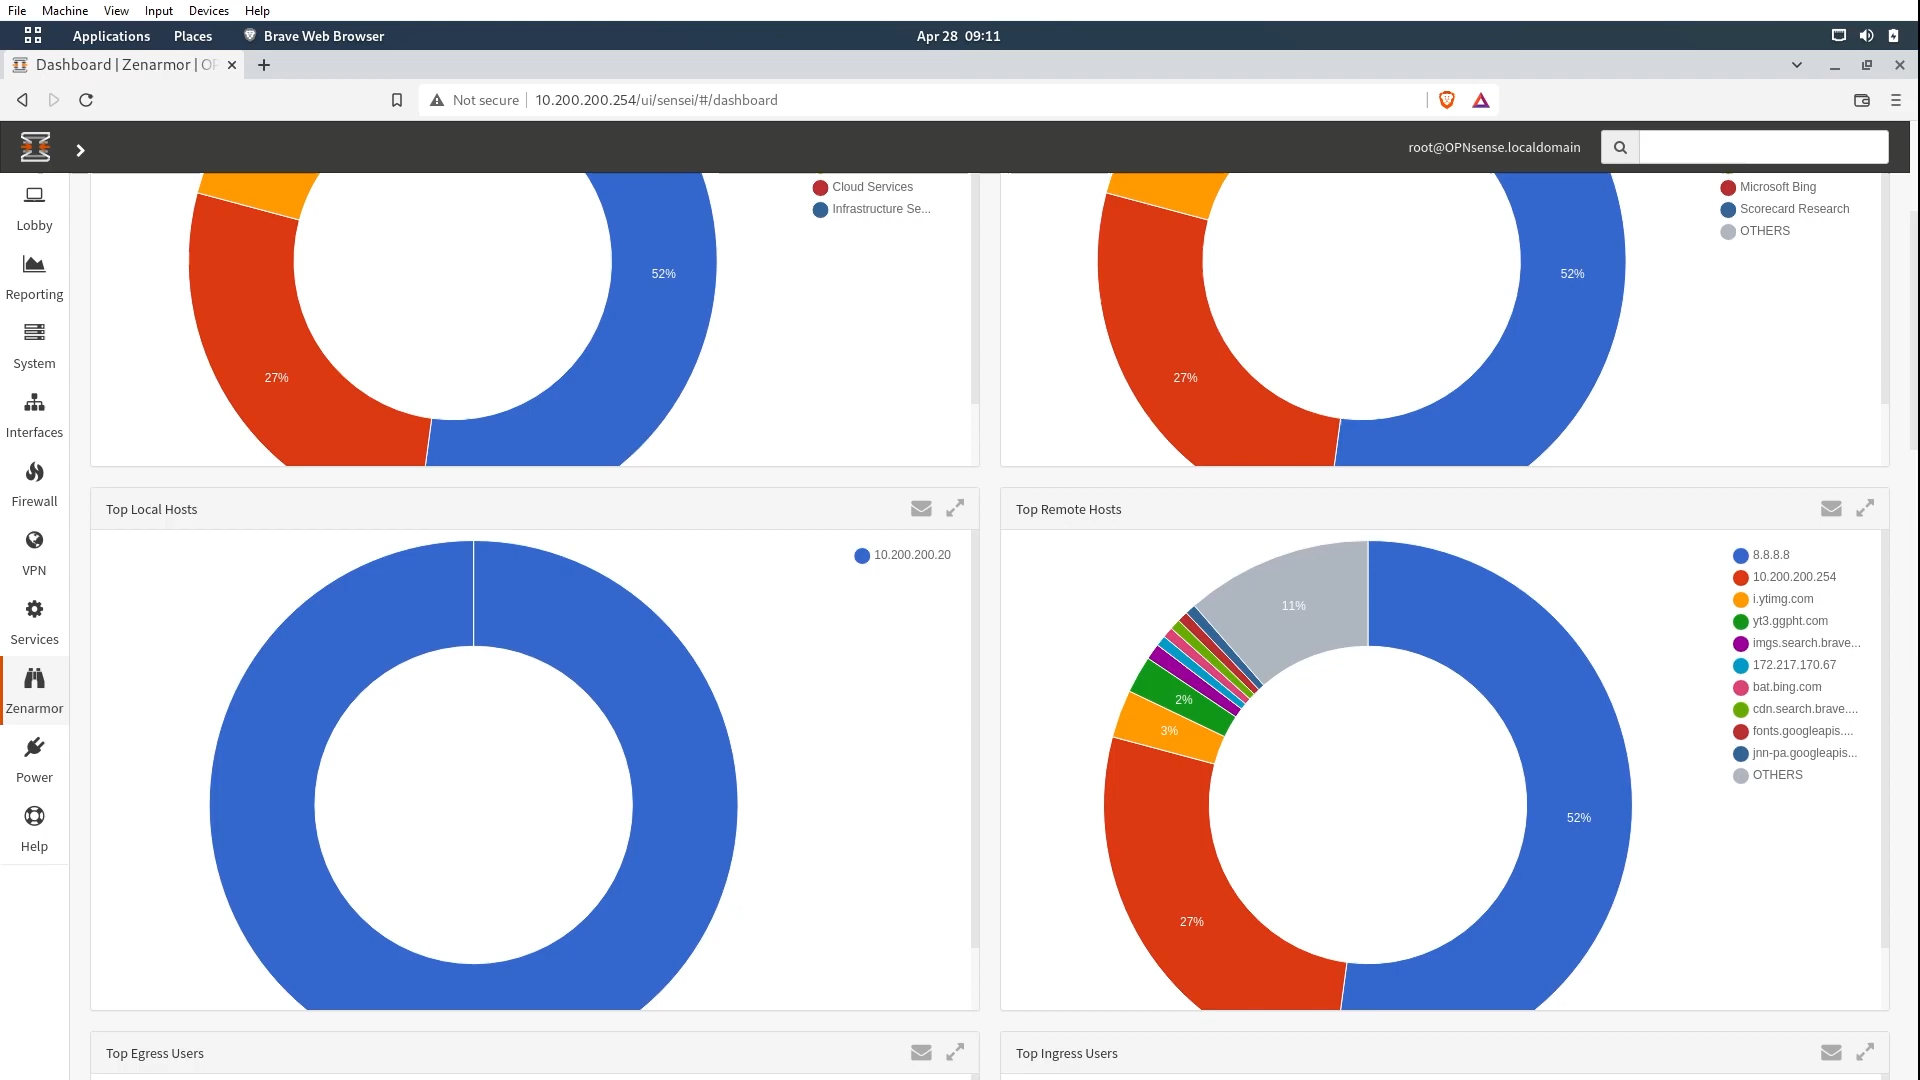 File Machine View Input Devices Help
Applications Places Brave Web Browser Apr 28 09:11
Dashboard | Zenarmor | OP
Not secure 10.200.200.254/ui/sensei/#/dashboard
root@OPNsense.localdomain
Lobby
Reporting
System
Interfaces
Firewall
VPN
Services
Zenarmor
Power
Help
Cloud Services
Infrastructure Se...
52%
27%
Microsoft Bing
Scorecard Research
OTHERS
52%
27%
Top Local Hosts
10.200.200.20
Top Remote Hosts
8.8.8.8
10.200.200.254
i.ytimg.com
yt3.ggpht.com
imgs.search.brave...
172.217.170.67
bat.bing.com
cdn.search.brave....
fonts.googleapis....
jnn-pa.googleapis...
OTHERS
11%
2%
3%
52%
27%
Top Egress Users
Top Ingress Users